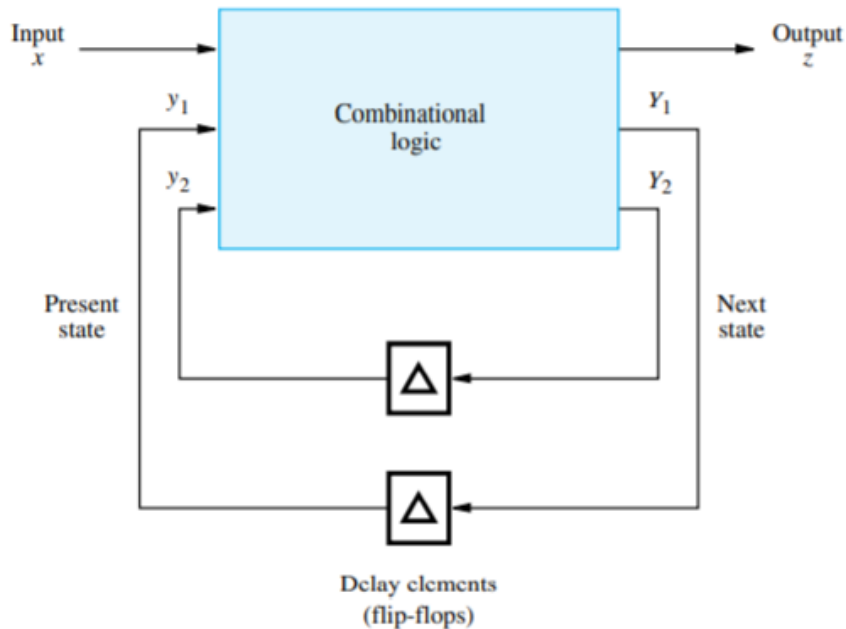 Input
x
Output
z
y1
Y1
Combinational
logic
y2
Y2
Present
state
Next
state
Δ
Δ
Delay elements
(flip-flops)